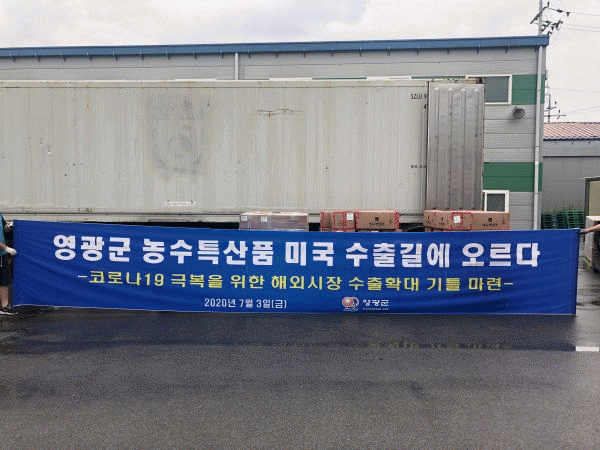 SZLU 9
영광군 농수특산품 미국 수출길에 오르다
-코로나19 극복을 위한 해외시장 수출확대 기틀 마련-
2020년 7월 3일(금)
영광군